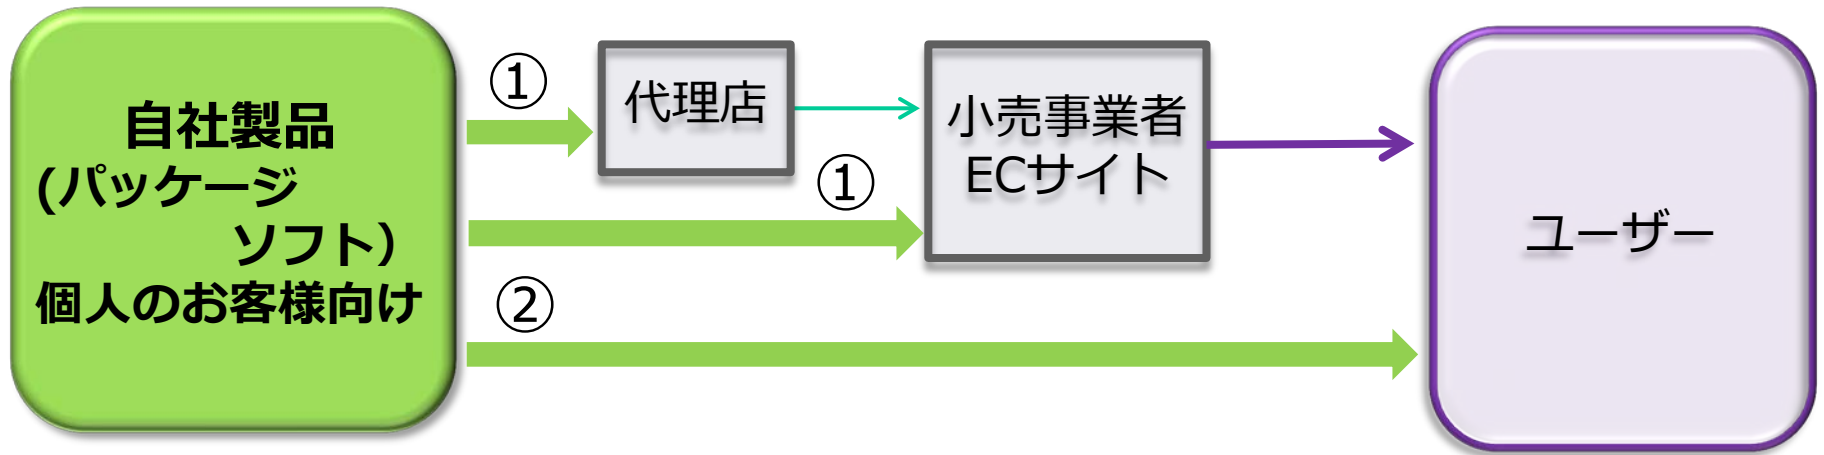 自社製品
(パッケージ
ソフト）
個人のお客様向け
①
代理店
①
小売事業者
ECサイト
②
ユーザー